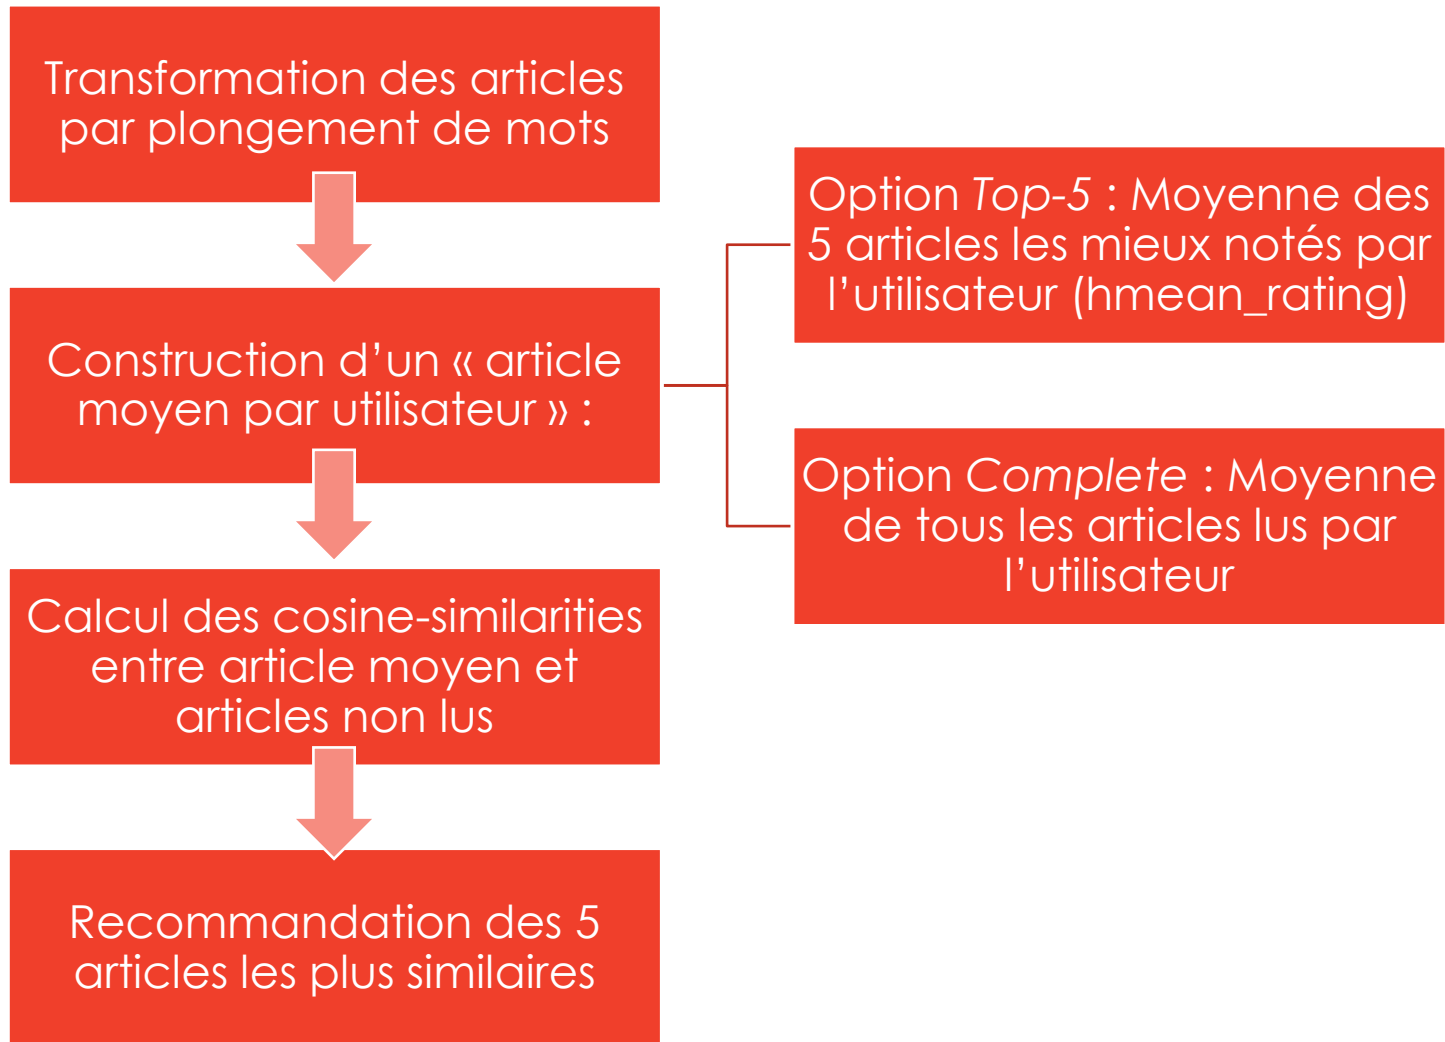 Transformation des articles
par plongement de mots
Construction d’un « article
moyen par utilisateur » :
Option Top-5 : Moyenne des
5 articles les mieux notés par
l’utilisateur (hmean_rating)
Option Complete : Moyenne
de tous les articles lus par
l’utilisateur
Calcul des cosine-similarities
entre article moyen et
articles non lus
Recommandation des 5
articles les plus similaires